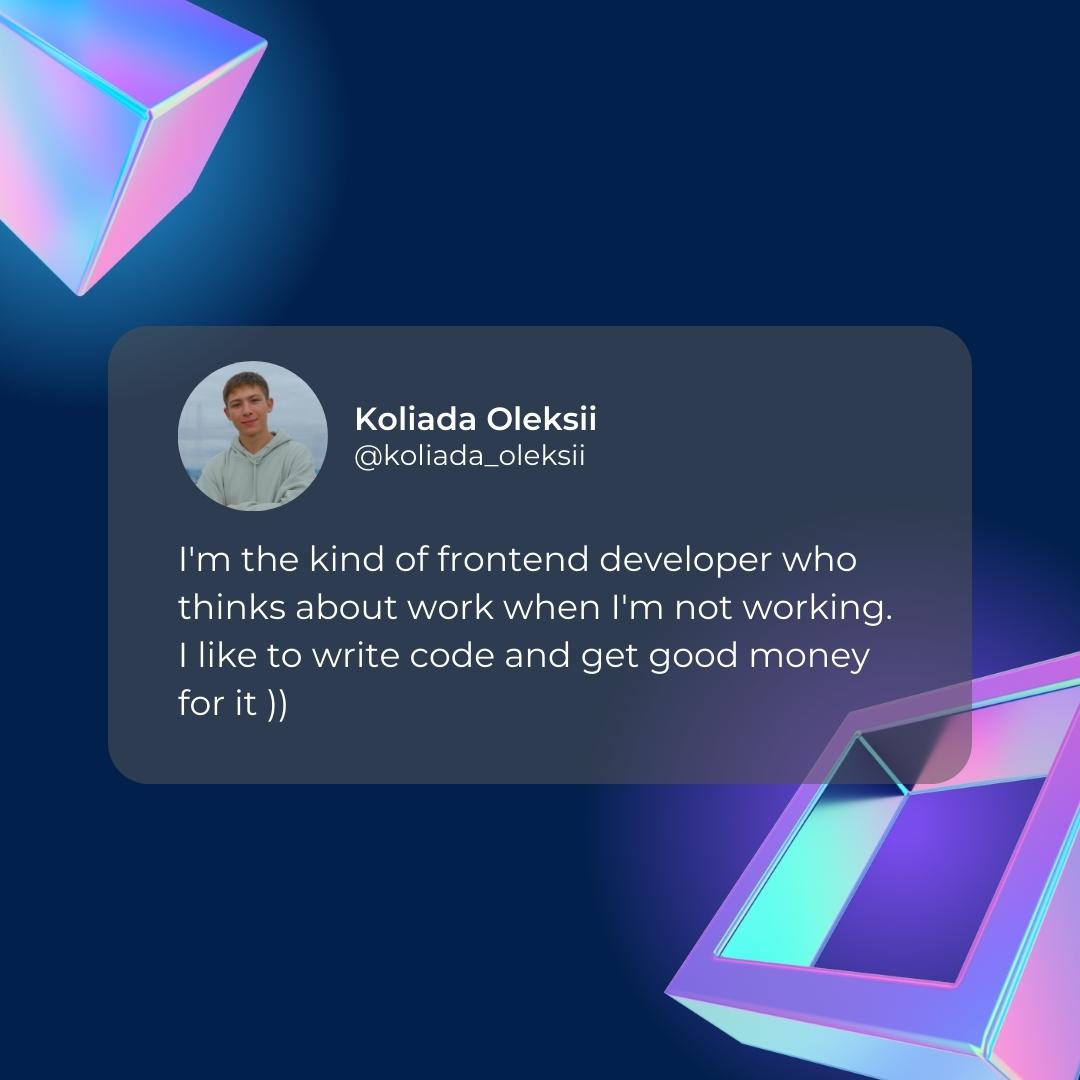 Koliada Oleksii
@koliada_oleksii
I'm the kind of frontend developer who
thinks about work when I'm not working.
I like to write code and get good money
for it ))